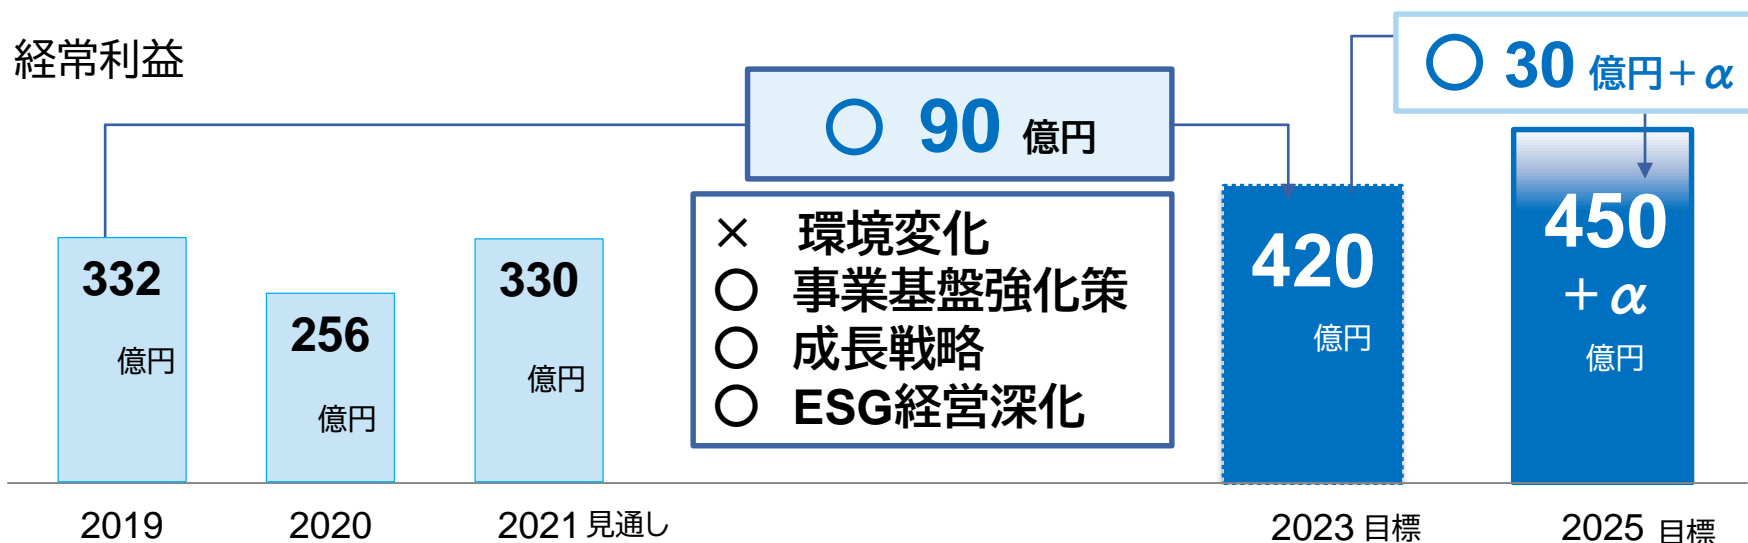 経常利益
〇 30 億円+α
〇 90 億円
× 環境変化
〇 事業基盤強化策
〇 成長戦略
〇 ESG経営深化
332
億円
256
億円
330
億円
420
億円
450
+α
億円
2019
2020
2021 見通し
2023 目標
2025 目標